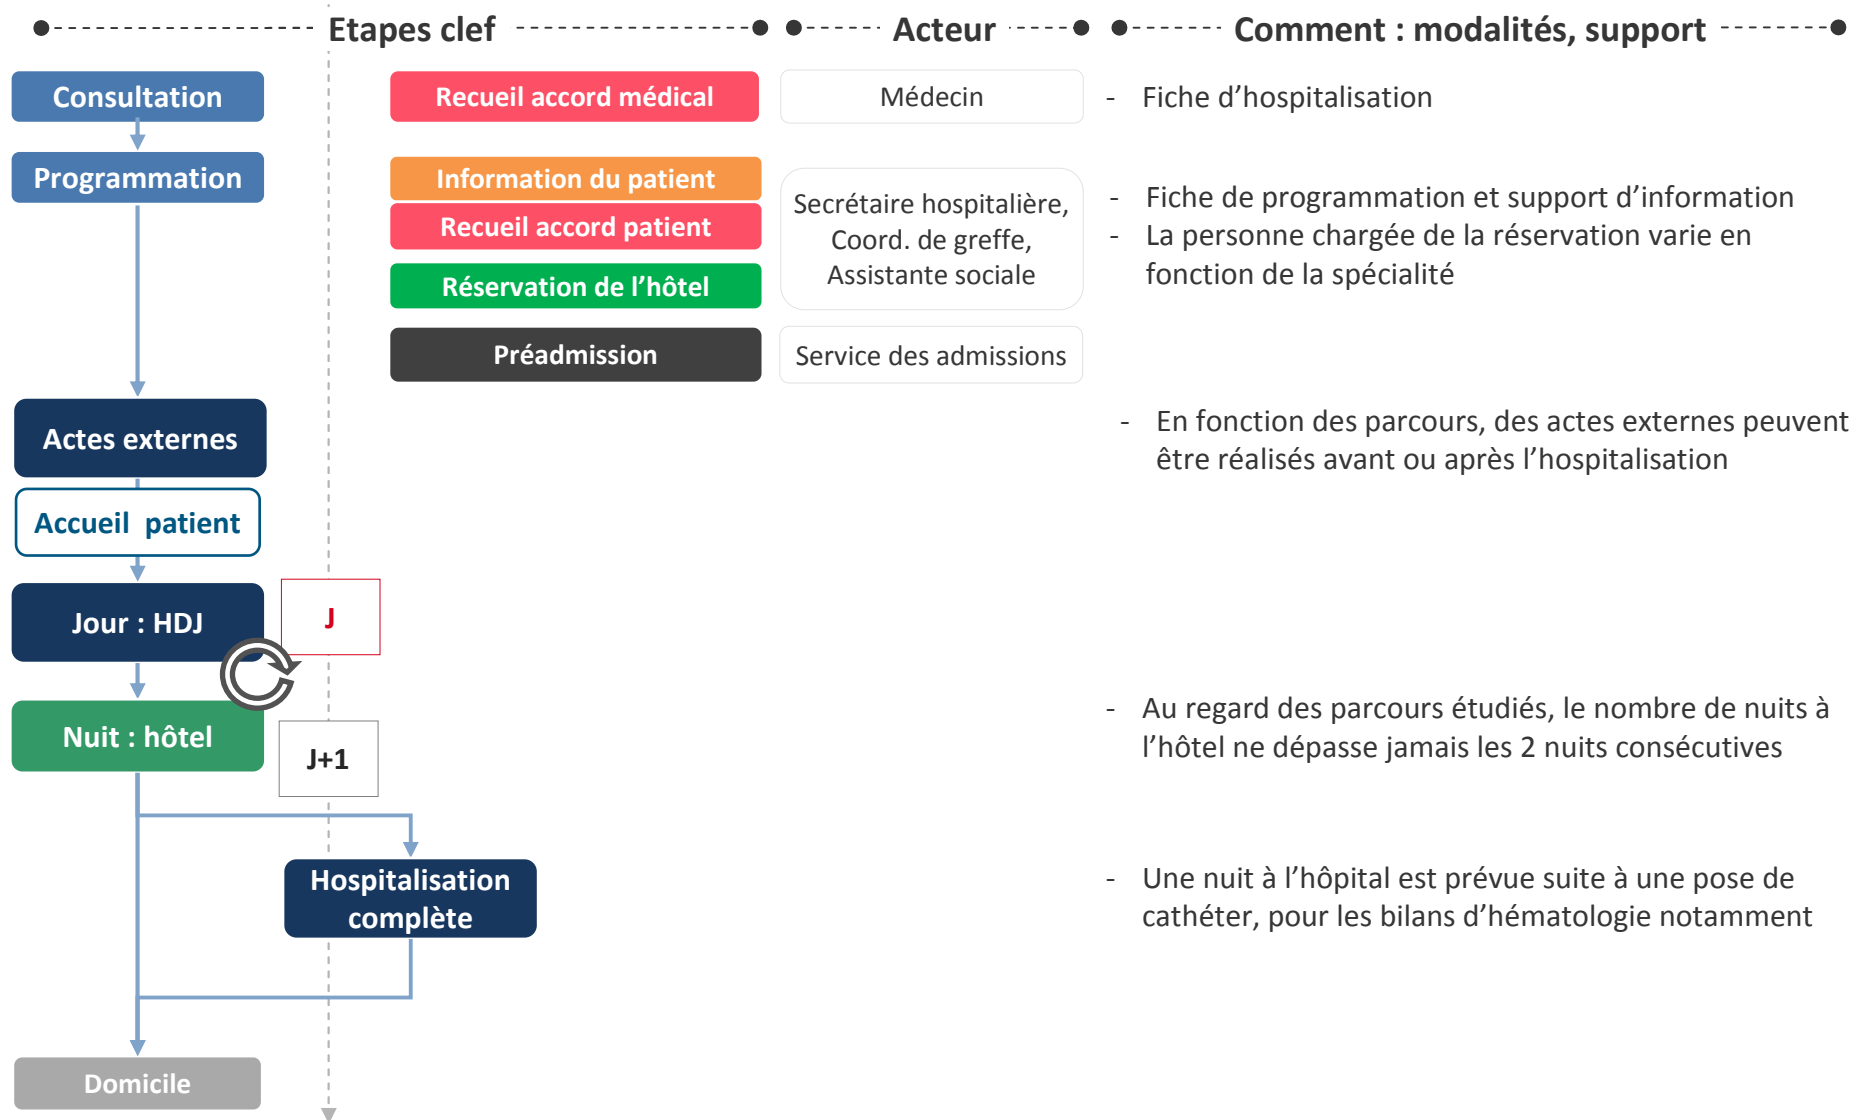 Etapes clef
Acteur
Comment : modalités, support
Consultation
Recueil accord médical
Médecin
- Fiche d’hospitalisation
Programmation
Information du patient
Recueil accord patient
Réservation de l’hôtel
Secrétaire hospitalière,
Coord. de greffe,
Assistante sociale
- Fiche de programmation et support d’information
- La personne chargée de la réservation varie en
fonction de la spécialité
Préadmission
Service des admissions
Actes externes
- En fonction des parcours, des actes externes peuvent
être réalisés avant ou après l’hospitalisation
Accueil patient
Jour : HDJ
J
Nuit : hôtel
J+1
- Au regard des parcours étudiés, le nombre de nuits à
l’hôtel ne dépasse jamais les 2 nuits consécutives
Hospitalisation
complète
- Une nuit à l’hôpital est prévue suite à une pose de
cathéter, pour les bilans d’hématologie notamment
Domicile